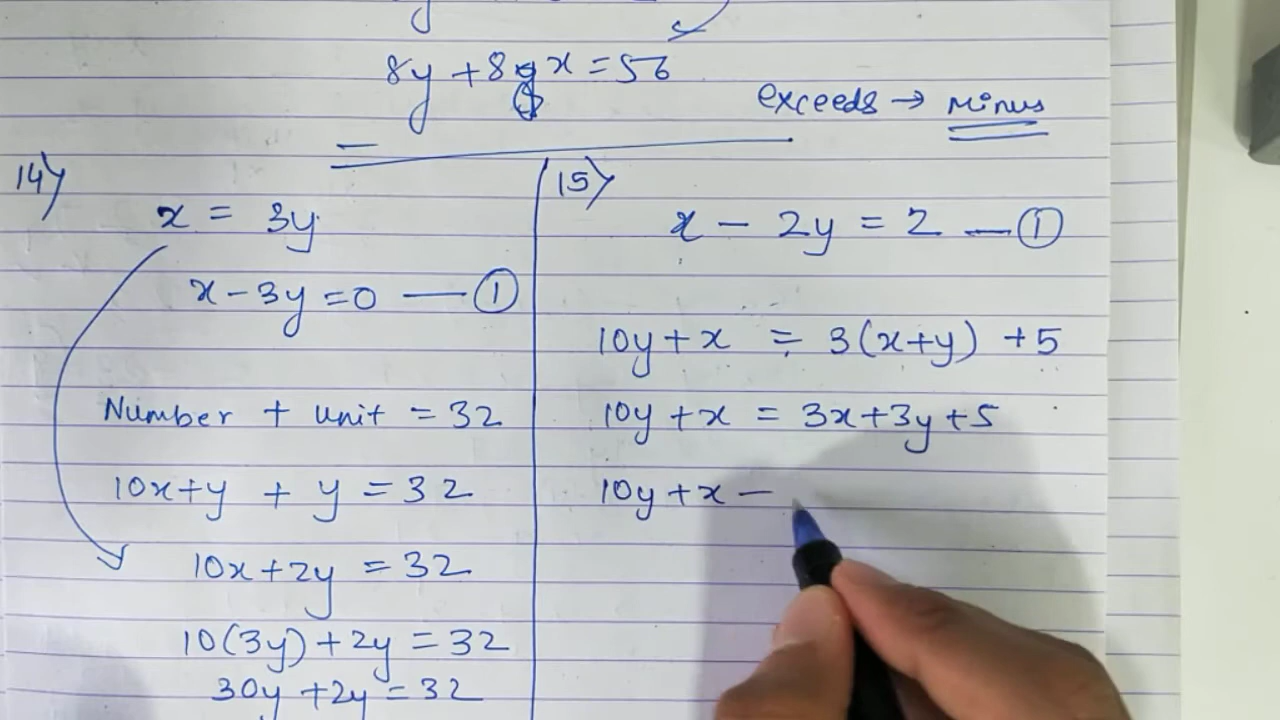 8y + 8x = 56
exceeds → Minus
14)
x = 3y
x - 3y = 0 — ①
Number + unit = 32
10x + y + y = 32
10x + 2y = 32
10(3y) + 2y = 32
30y + 2y = 32
15)
x - 2y = 2 — ①
10y + x = 3(x+y) + 5
10y + x = 3x + 3y + 5
10y + x -